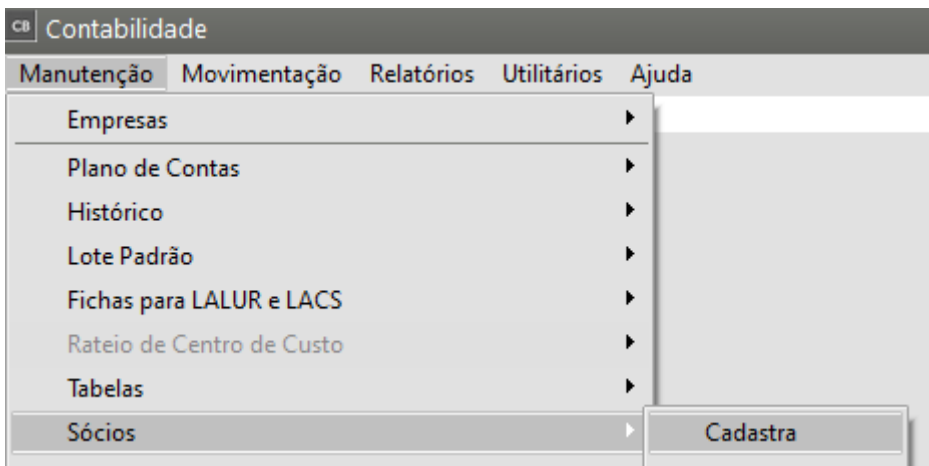 CB Contabilidade
Manutenção Movimentação Relatórios Utilitários Ajuda
Empresas
Plano de Contas
Histórico
Lote Padrão
Fichas para LALUR e LACS
Rateio de Centro de Custo
Tabelas
Sócios Cadastra